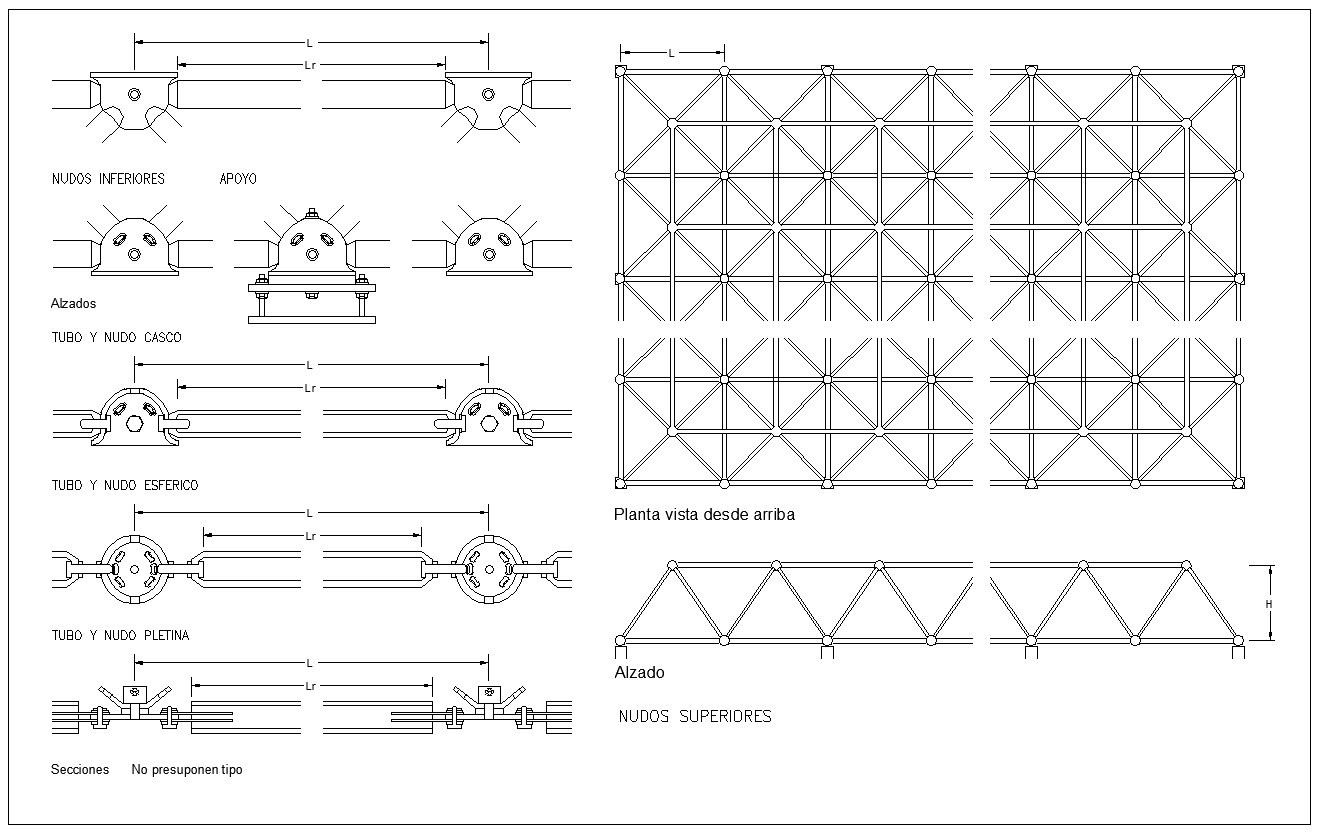 L
Lr
NUDOS INFERIORES APOYO
Alzados
TUBO Y NUDO CASCO
L
Lr
TUBO Y NUDO ESFERICO
L
Lr
TUBO Y NUDO PLETINA
L
Lr
Secciones No presuponen tipo
L
Planta vista desde arriba
H
Alzado
NUDOS SUPERIORES